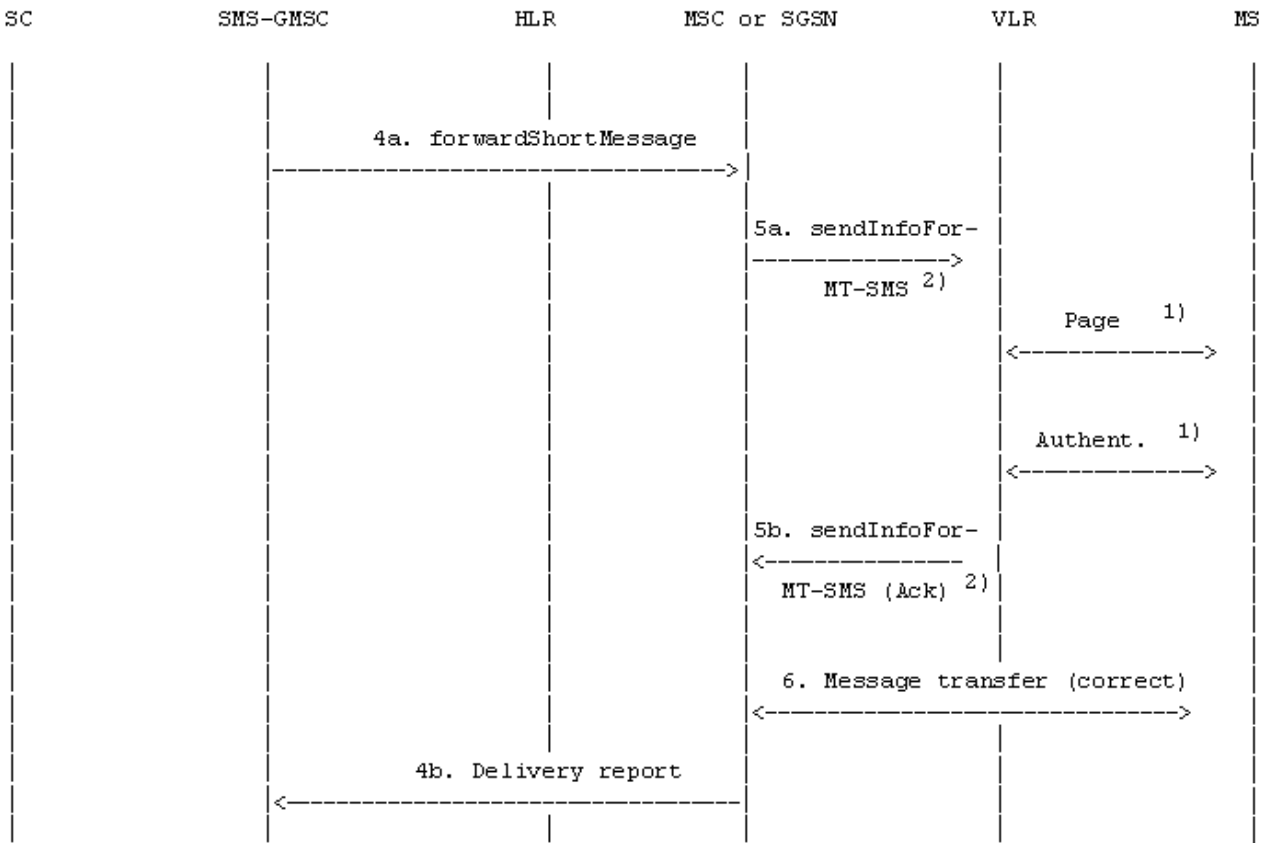 SC SMS-GMSC HLR MSC or SGSN VLR MS
4a. forwardShortMessage
5a. sendInfoFor-
MT-SMS 2)
Page 1)
Authent. 1)
5b. sendInfoFor-
MT-SMS (Ack) 2)
6. Message transfer (correct)
4b. Delivery report